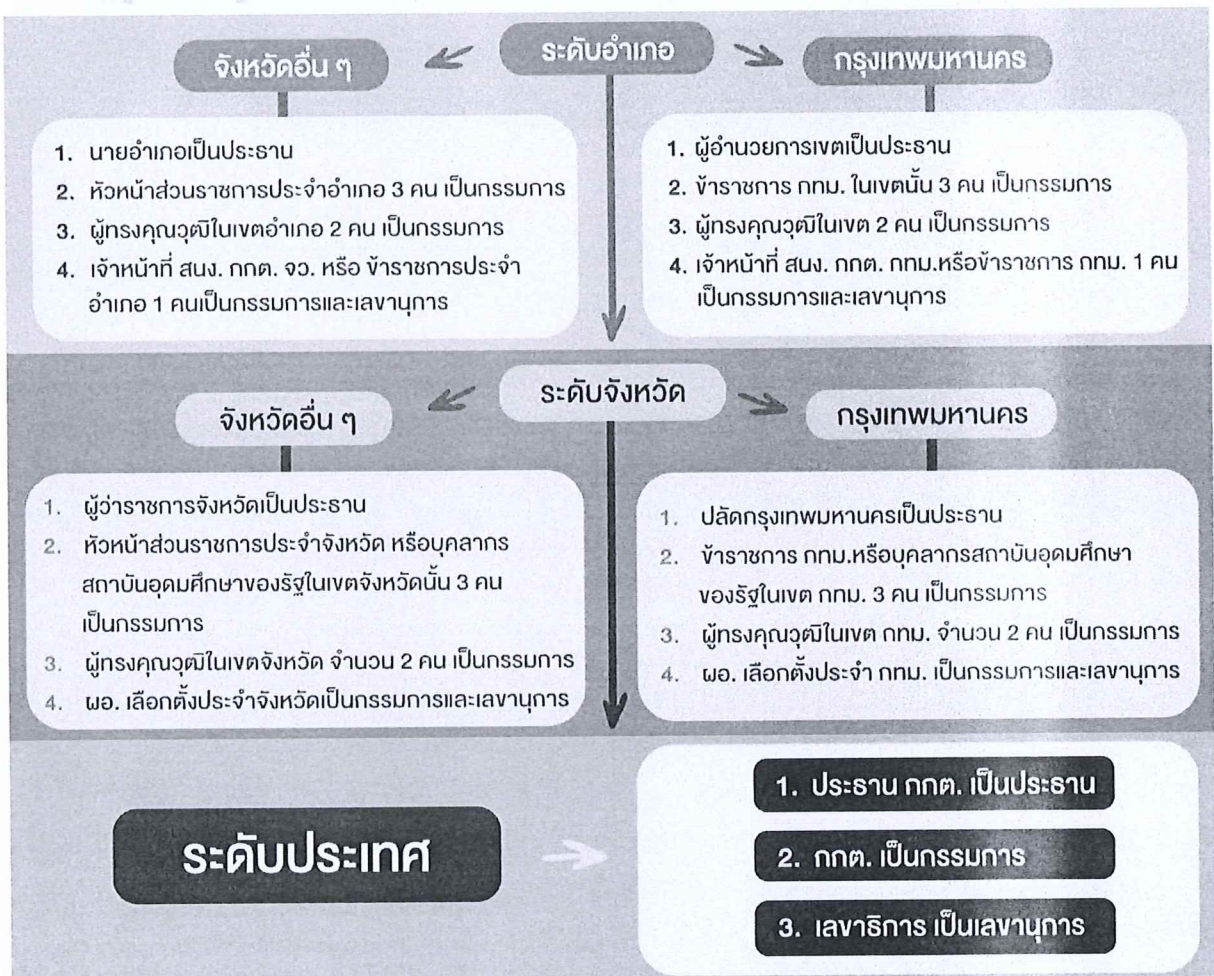 ระดับอำเภอ
จังหวัดอื่น ๆ
1. นายอำเภอเป็นประธาน
2. หัวหน้าส่วนราชการประจำอำเภอ 3 คน เป็นกรรมการ
3. ผู้ทรงคุณวุฒิในเขตอำเภอ 2 คน เป็นกรรมการ
4. เจ้าหน้าที่ สนง. กกต. จว. หรือ ข้าราชการประจำ
อำเภอ 1 คนเป็นกรรมการและเลขานุการ
กรุงเทพมหานคร
1. ผู้อำนวยการเขตเป็นประธาน
2. ข้าราชการ กทม. ในเขตนั้น 3 คน เป็นกรรมการ
3. ผู้ทรงคุณวุฒิในเขต 2 คน เป็นกรรมการ
4. เจ้าหน้าที่ สนง. กกต. กทม.หรือข้าราชการ กทม. 1 คน
เป็นกรรมการและเลขานุการ
ระดับจังหวัด
จังหวัดอื่น ๆ
1. ผู้ว่าราชการจังหวัดเป็นประธาน
2. หัวหน้าส่วนราชการประจำจังหวัด หรือบุคลากร
สถาบันอุดมศึกษาของรัฐในเขตจังหวัดนั้น 3 คน
เป็นกรรมการ
3. ผู้ทรงคุณวุฒิในเขตจังหวัด จำนวน 2 คน เป็นกรรมการ
4. ผอ. เลือกตั้งประจำจังหวัดเป็นกรรมการและเลขานุการ
กรุงเทพมหานคร
1. ปลัดกรุงเทพมหานครเป็นประธาน
2. ข้าราชการ กทม.หรือบุคลากรสถาบันอุดมศึกษา
ของรัฐในเขต กทม. 3 คน เป็นกรรมการ
3. ผู้ทรงคุณวุฒิในเขต กทม. จำนวน 2 คน เป็นกรรมการ
4. ผอ. เลือกตั้งประจำ กทม. เป็นกรรมการและเลขานุการ
ระดับประเทศ
1. ประธาน กกต. เป็นประธาน
2. กกต. เป็นกรรมการ
3. เลขาธิการ เป็นเลขานุการ